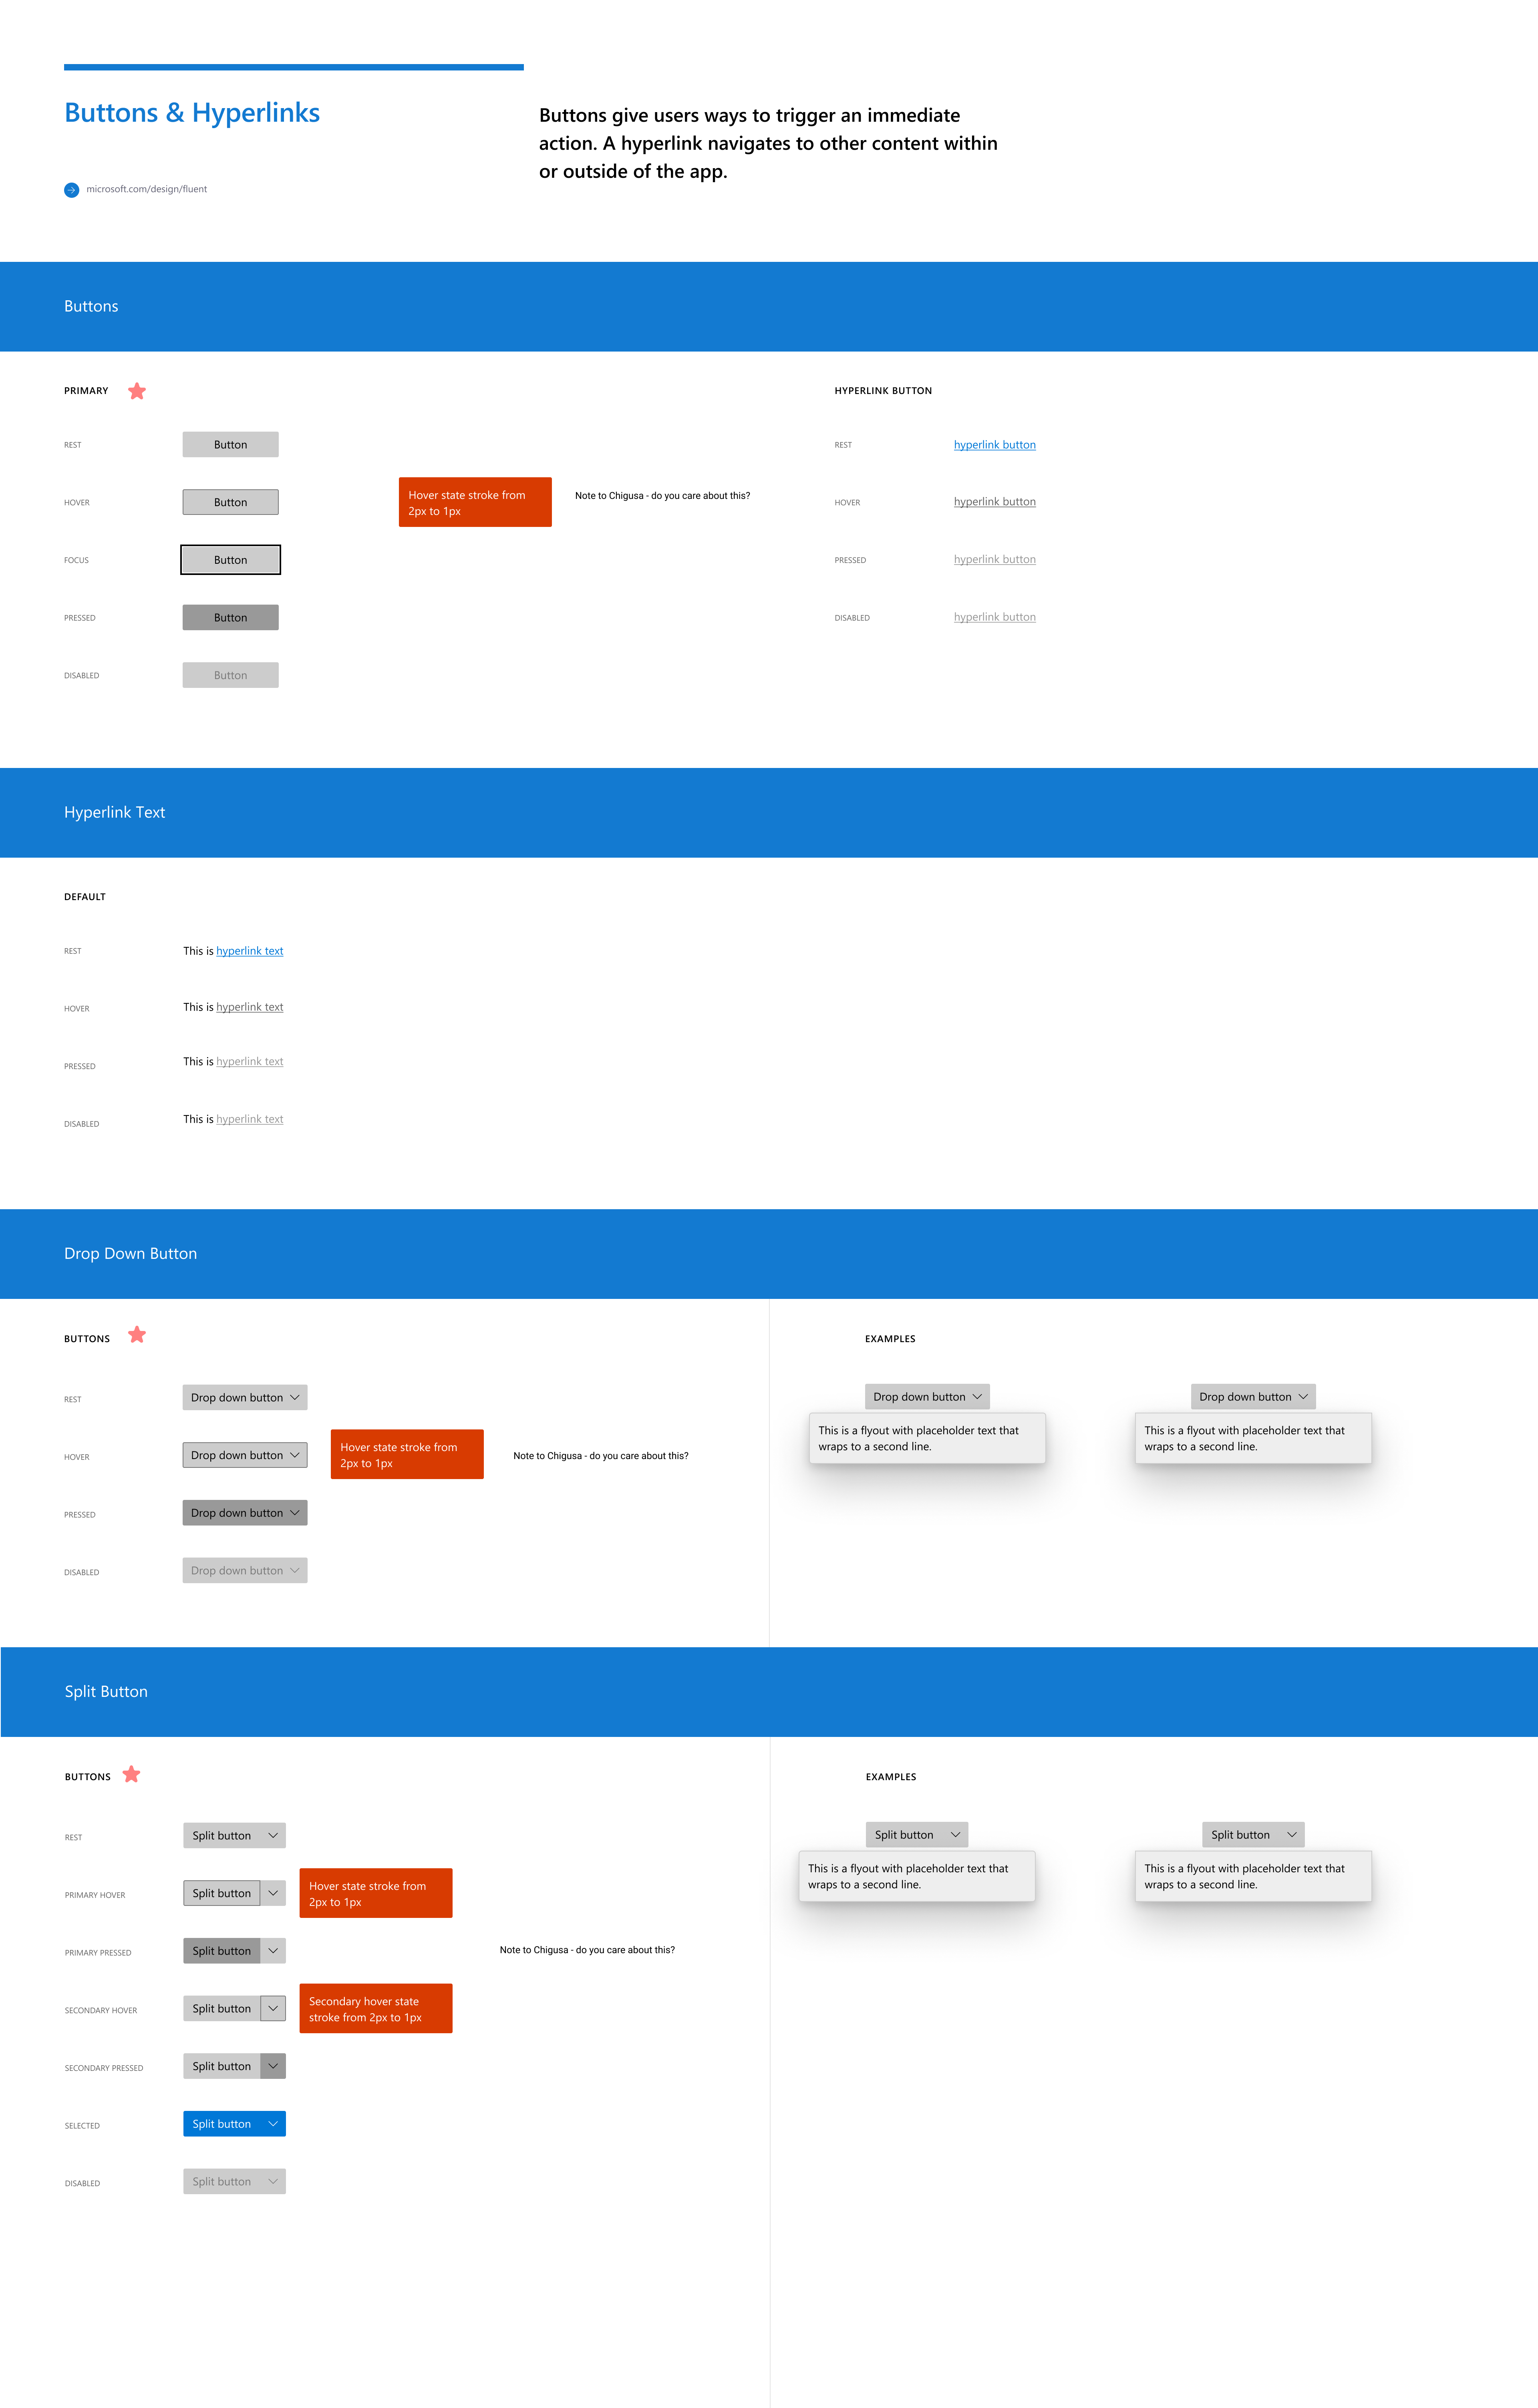 Buttons & Hyperlinks
Buttons give users ways to trigger an immediate
action. A hyperlink navigates to other content within
or outside of the app.
microsoft.com/design/fluent
Buttons
PRIMARY
REST
Button
HOVER
Button
Hover state stroke from
2px to 1px
Note to Chigusa - do you care about this?
FOCUS
Button
PRESSED
Button
DISABLED
Button
HYPERLINK BUTTON
REST
hyperlink button
HOVER
hyperlink button
PRESSED
hyperlink button
DISABLED
hyperlink button
Hyperlink Text
DEFAULT
REST
This is hyperlink text
HOVER
This is hyperlink text
PRESSED
This is hyperlink text
DISABLED
This is hyperlink text
Drop Down Button
BUTTONS
REST
Drop down button
HOVER
Drop down button
Hover state stroke from
2px to 1px
Note to Chigusa - do you care about this?
PRESSED
Drop down button
DISABLED
Drop down button
EXAMPLES
Drop down button
This is a flyout with placeholder text that
wraps to a second line.
Drop down button
This is a flyout with placeholder text that
wraps to a second line.
Split Button
BUTTONS
REST
Split button
PRIMARY HOVER
Split button
Hover state stroke from
2px to 1px
PRIMARY PRESSED
Split button
Note to Chigusa - do you care about this?
SECONDARY HOVER
Split button
Secondary hover state
stroke from 2px to 1px
SECONDARY PRESSED
Split button
SELECTED
Split button
DISABLED
Split button
EXAMPLES
Split button
This is a flyout with placeholder text that
wraps to a second line.
Split button
This is a flyout with placeholder text that
wraps to a second line.